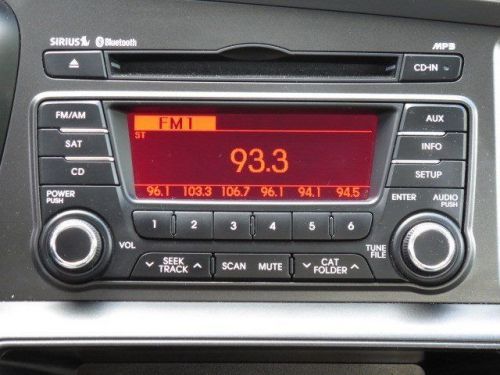 SIRIUS Bluetooth MP3
CD-IN
FM/AM
FM1
ST
AUX
SAT
93.3
INFO
CD
SETUP
96.1 103.3 106.7 96.1 94.1 94.5
POWER
PUSH
ENTER
AUDIO
PUSH
1 2 3 4 5 6
VOL
TUNE
FILE
SEEK
TRACK
SCAN
MUTE
CAT
FOLDER